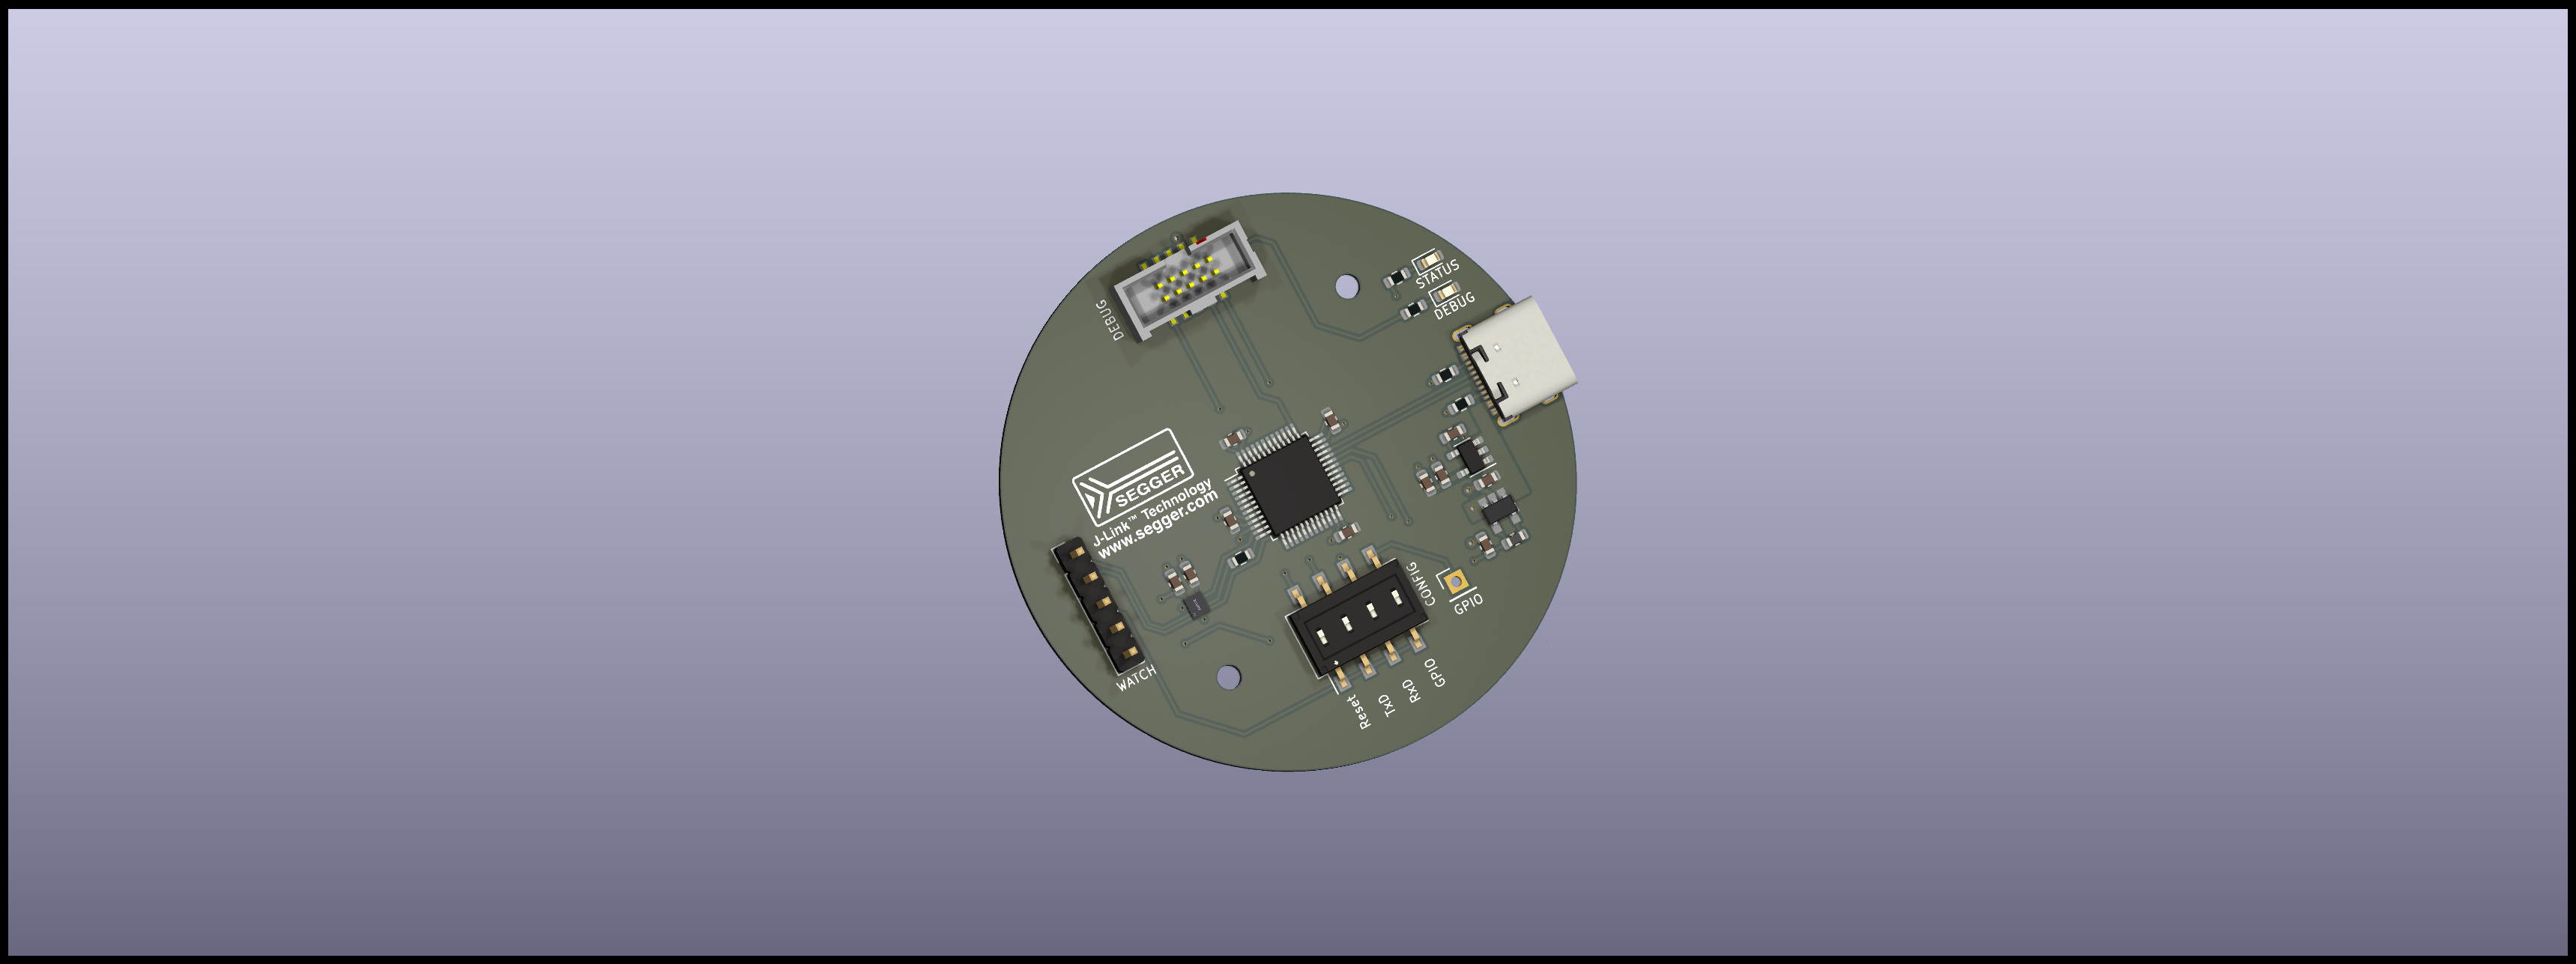 STATUS
DEBUG
DEBUG
SEGGER
J-Link™ Technology
www.segger.com
CONFIG
GPIO
WATCH
Reset
TxD
RxD
GPIO